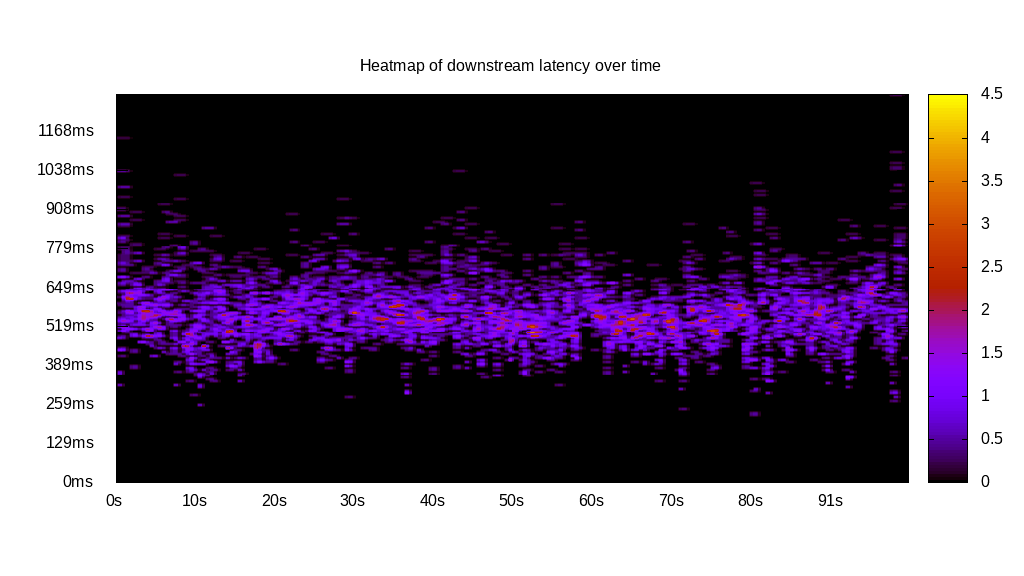 Heatmap of downstream latency over time
1168ms
1038ms
908ms
779ms
649ms
519ms
389ms
259ms
129ms
0ms
0s 10s 20s 30s 40s 50s 60s 70s 80s 91s
4.5
4
3.5
3
2.5
2
1.5
1
0.5
0